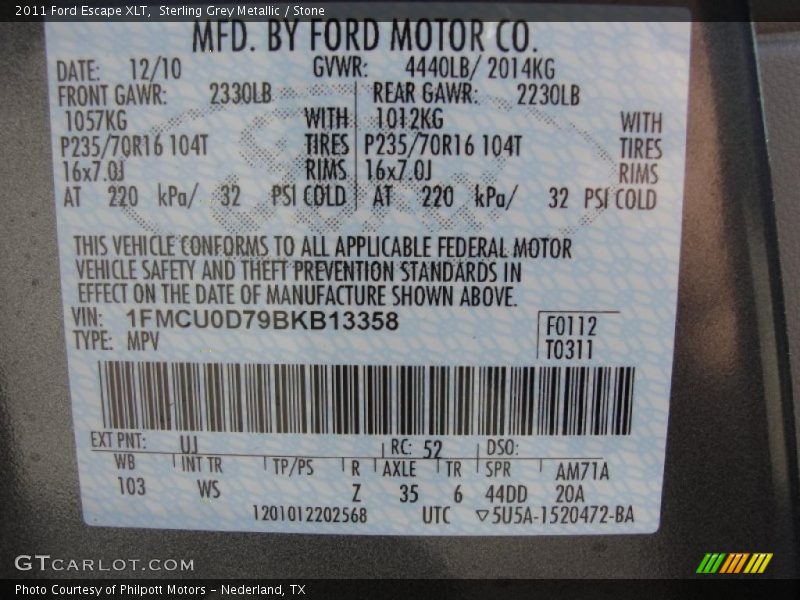 2011 Ford Escape XLT,  Sterling Grey Metallic / Stone
MFD. BY FORD MOTOR CO.
DATE: 12/10 GVWR: 4440LB/ 2014KG
FRONT GAWR: 2330LB REAR GAWR: 2230LB
1057KG WITH 1012KG WITH
P235/70R16 104T TIRES P235/70R16 104T TIRES
16x7.0J RIMS 16x7.0J RIMS
AT 220 kPa/ 32 PSI COLD AT 220 kPa/ 32 PSI COLD
THIS VEHICLE CONFORMS TO ALL APPLICABLE FEDERAL MOTOR
VEHICLE SAFETY AND THEFT PREVENTION STANDARDS IN
EFFECT ON THE DATE OF MANUFACTURE SHOWN ABOVE.
VIN: 1FMCU0D79BKB13358
F0112
TYPE: MPV
T0311
EXT PNT: UJ RC: 52 DSO:
WB INT TR TP/PS R AXLE TR SPR AM71A
103 WS Z 35 6 44DD 20A
1201012202568 UTC ▽5U5A-1520472-BA
GTCARLOT.COM
Photo Courtesy of Philpott Motors - Nederland, TX